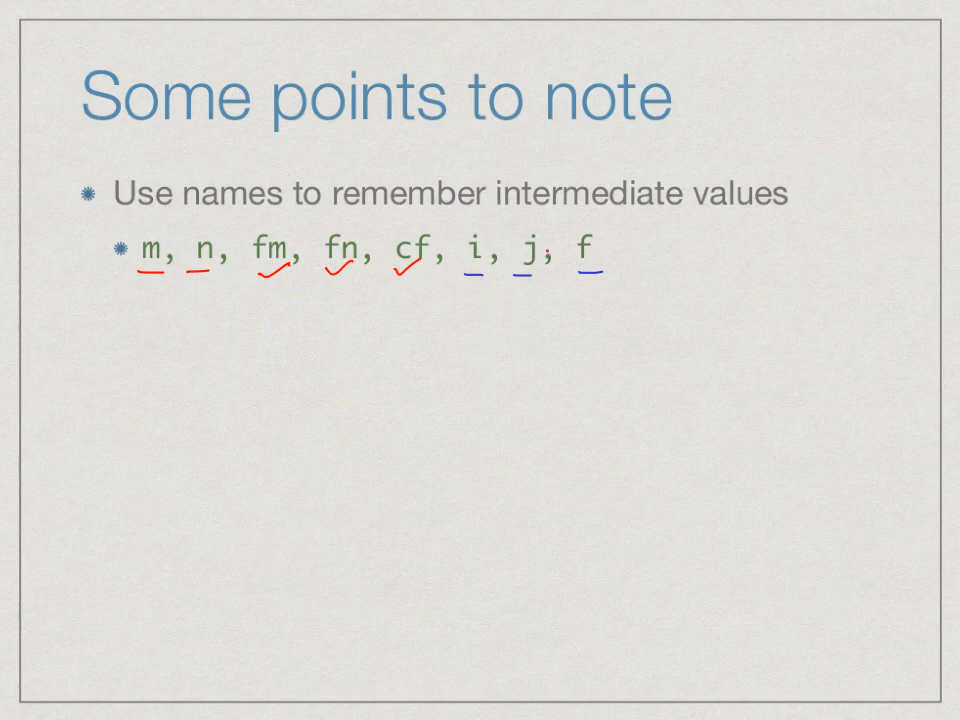 Some points to note
Use names to remember intermediate values
m, n, fm, fn, cf, i, j, f